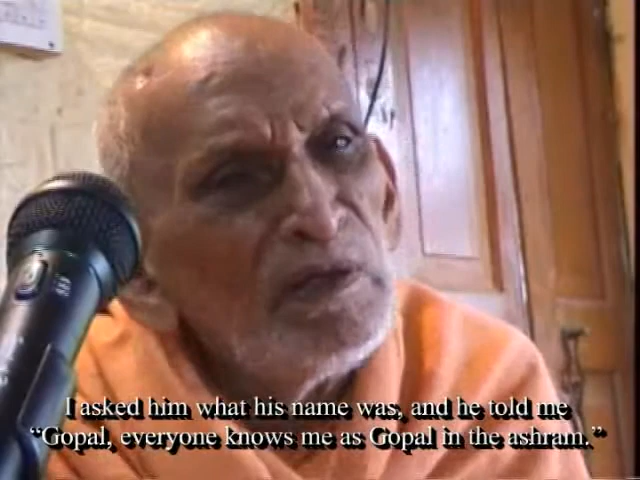 I asked him what his name was, and he told me
“Gopal, everyone knows me as Gopal in the ashram.”